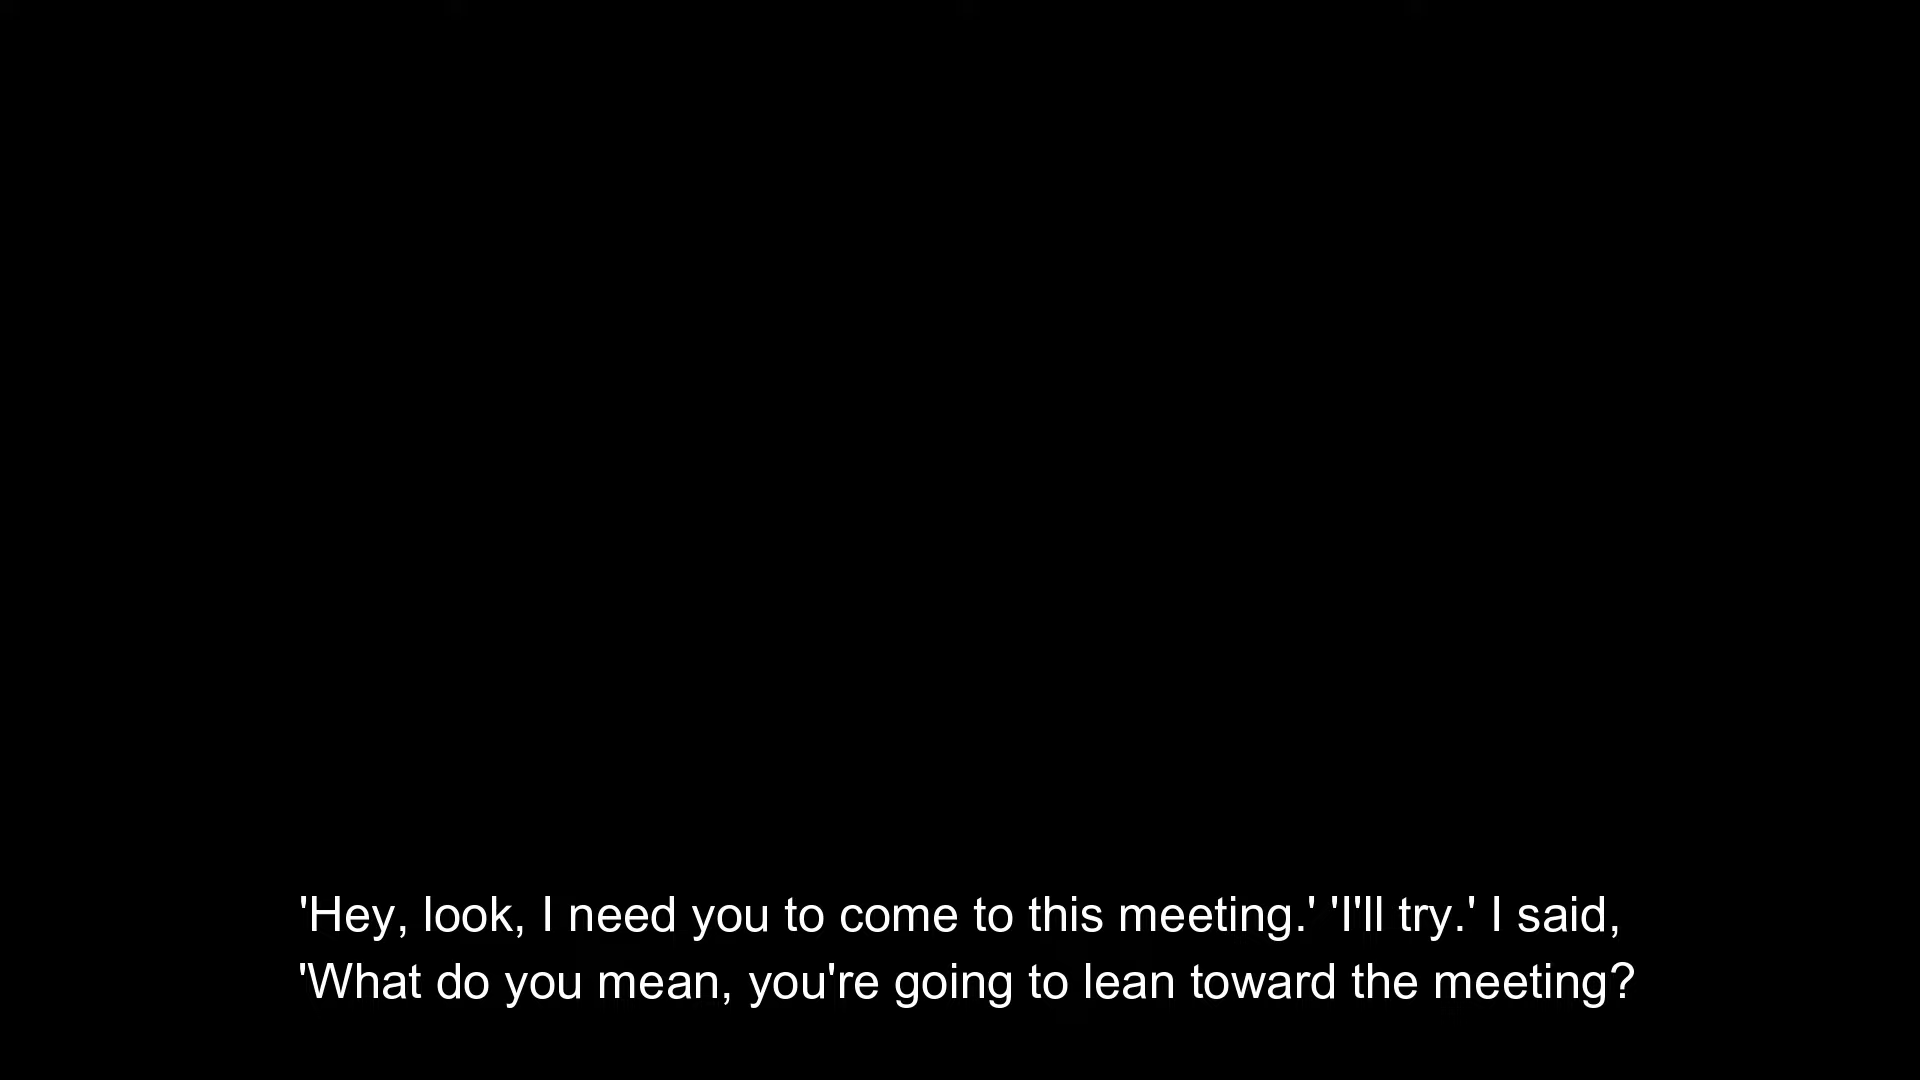 'Hey, look, I need you to come to this meeting.' 'I'll try.' I said,
'What do you mean, you're going to lean toward the meeting?